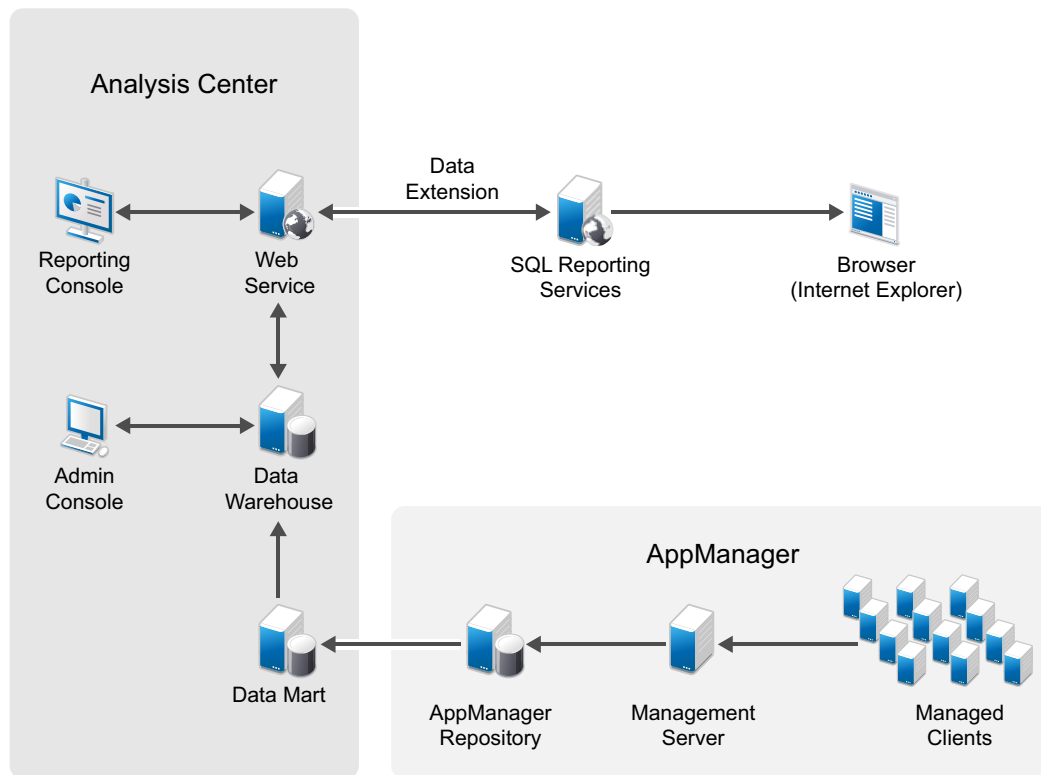 Analysis Center
Data
Extension
Reporting
Console
Web
Service
SQL Reporting
Services
Browser
(Internet Explorer)
Admin
Console
Data
Warehouse
AppManager
Data Mart
AppManager
Repository
Management
Server
Managed
Clients